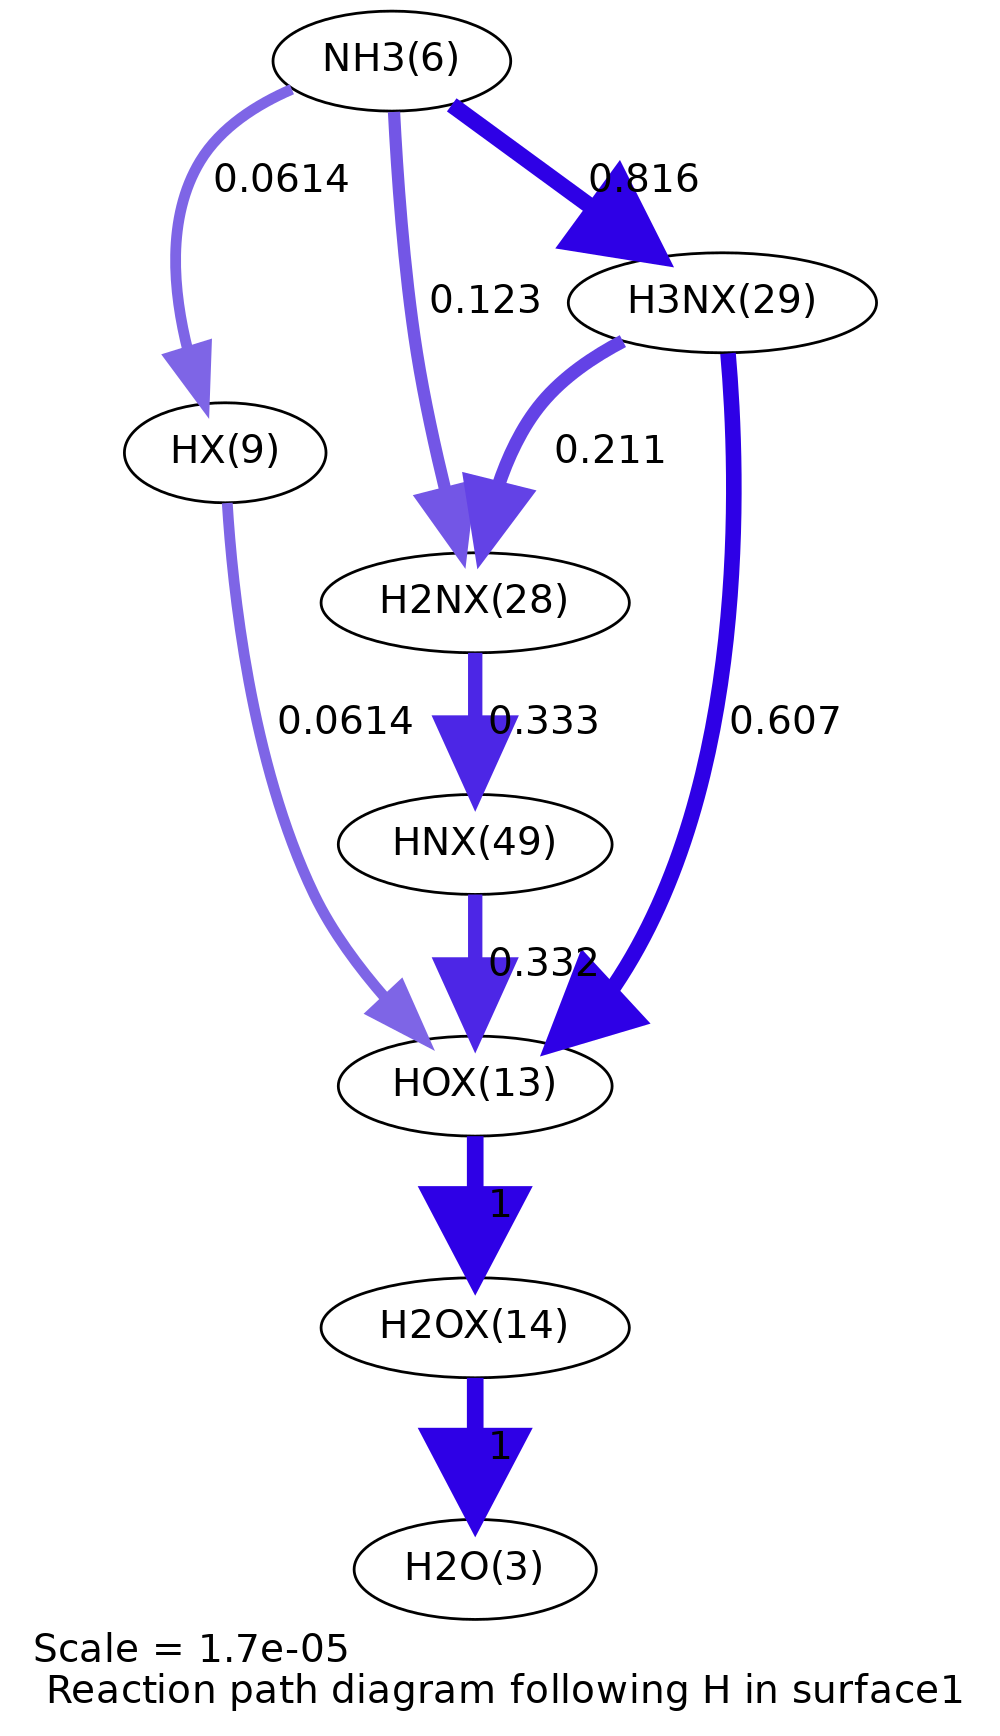 NH3(6)
0.0614
0.816
0.123
H3NX(29)
HX(9)
0.211
H2NX(28)
0.0614
0.333
0.607
HNX(49)
0.332
HOX(13)
1
H2OX(14)
1
H2O(3)
Scale = 1.7e-05
Reaction path diagram following H in surface1